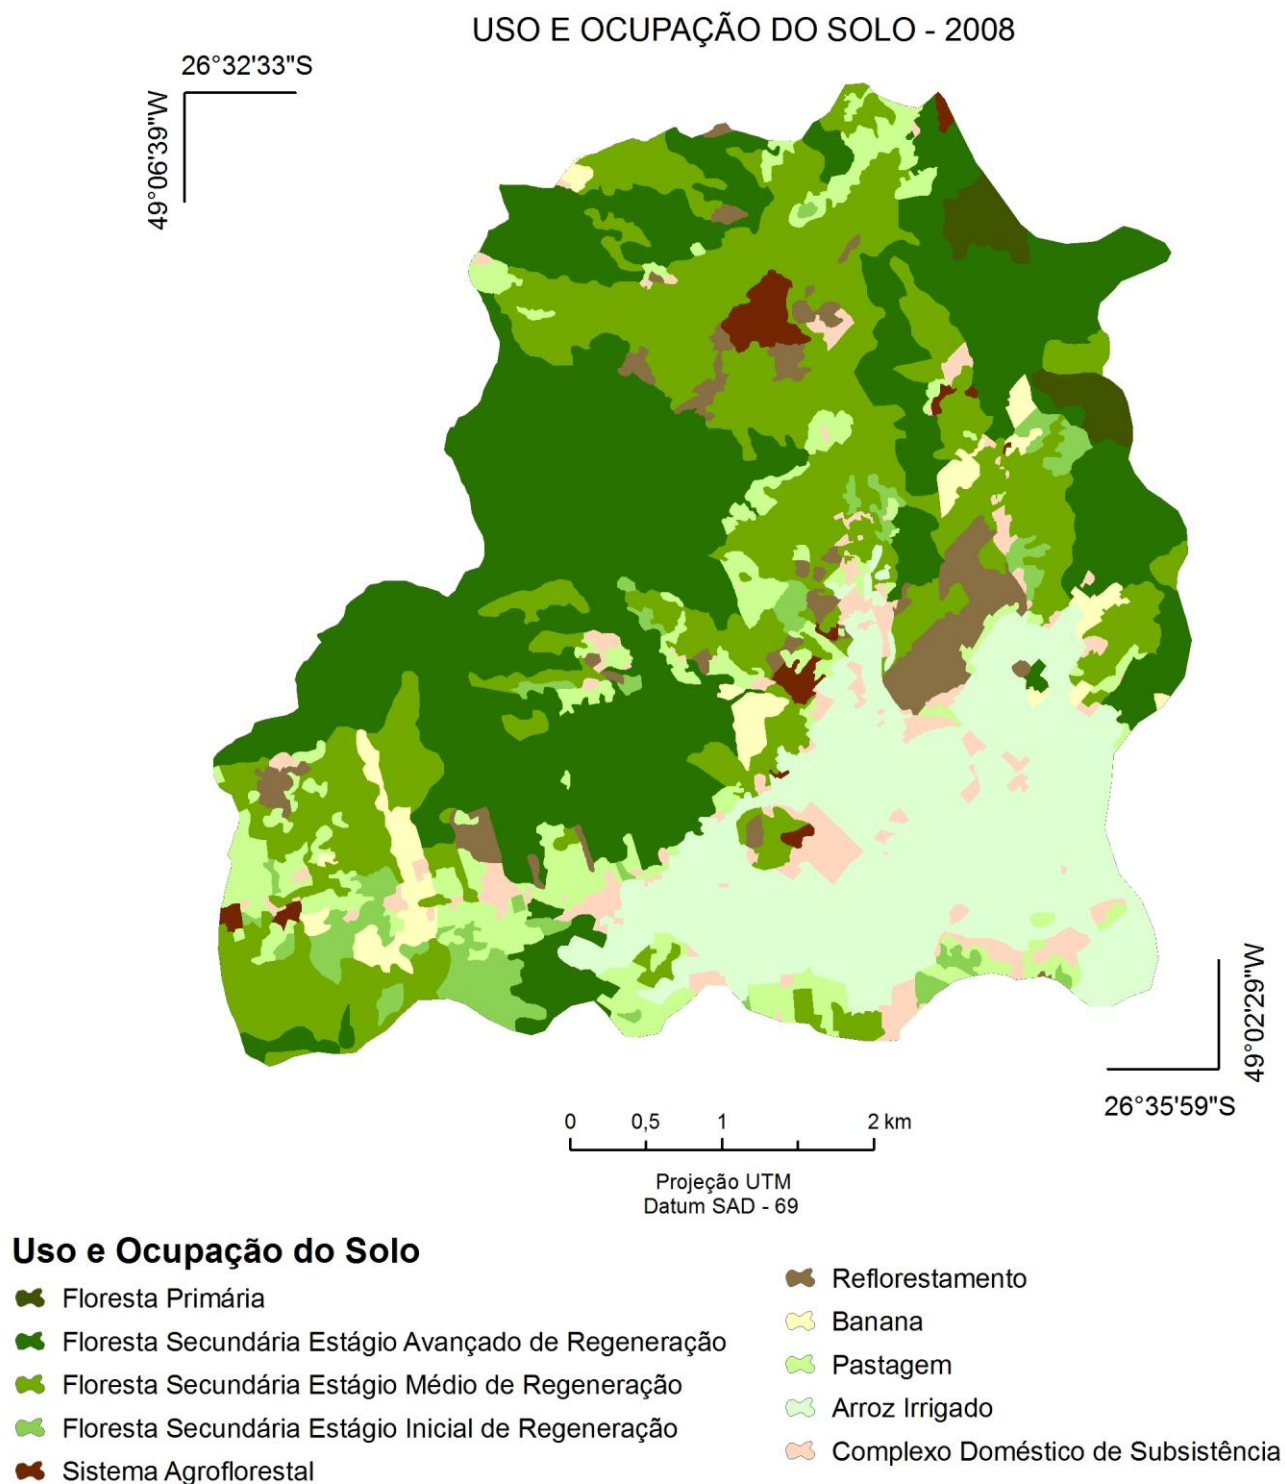 USO E OCUPAÇÃO DO SOLO - 2008
26°32'33"S
49°06'39"W
49°02'29"W
26°35'59"S
0 0,5 1 2 km
Projeção UTM
Datum SAD - 69
Uso e Ocupação do Solo
Floresta Primária
Floresta Secundária Estágio Avançado de Regeneração
Floresta Secundária Estágio Médio de Regeneração
Floresta Secundária Estágio Inicial de Regeneração
Sistema Agroflorestal
Reflorestamento
Banana
Pastagem
Arroz Irrigado
Complexo Doméstico de Subsistência